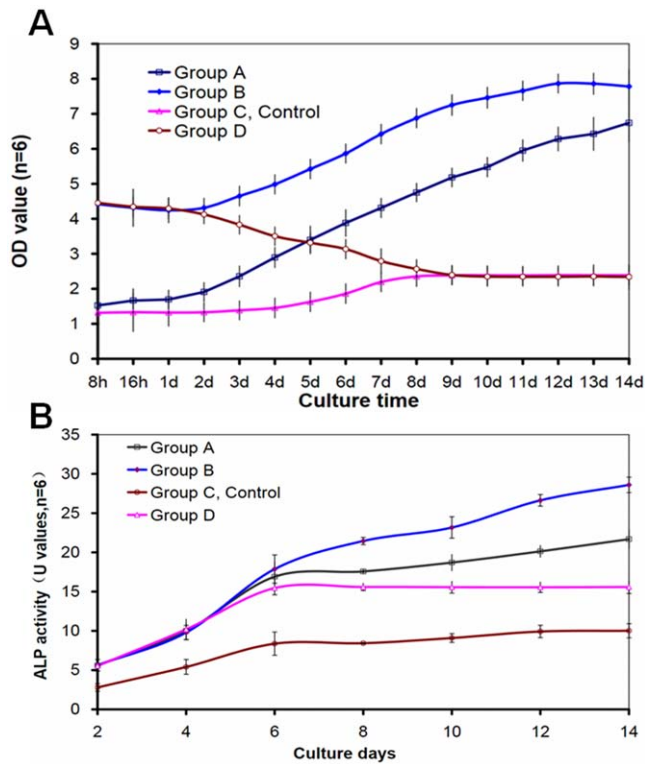 A
9
8
7
6
5
4
3
2
1
0
OD value (n=6)
Group A
Group B
Group C, Control
Group D
8h 16h 1d 2d 3d 4d 5d 6d 7d 8d 9d 10d 11d 12d 13d 14d
Culture time
B
35
30
25
20
15
10
5
0
ALP activity（U values,n=6)
Group A
Group B
Group C, Control
Group D
2 4 6 8 10 12 14
Culture days